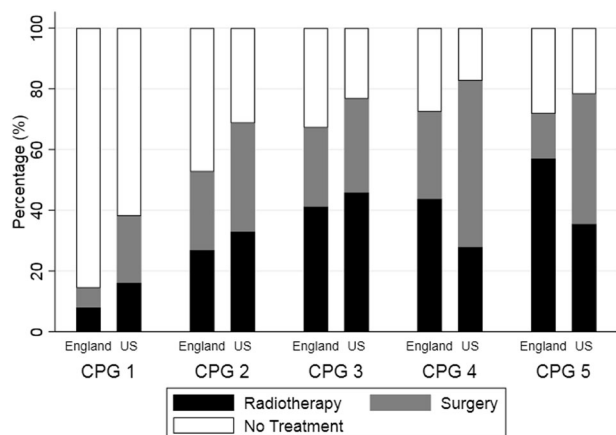 100
80
60
40
20
0
Percentage (%)
England US England US England US England US England US
CPG 1 CPG 2 CPG 3 CPG 4 CPG 5
Radiotherapy Surgery
No Treatment